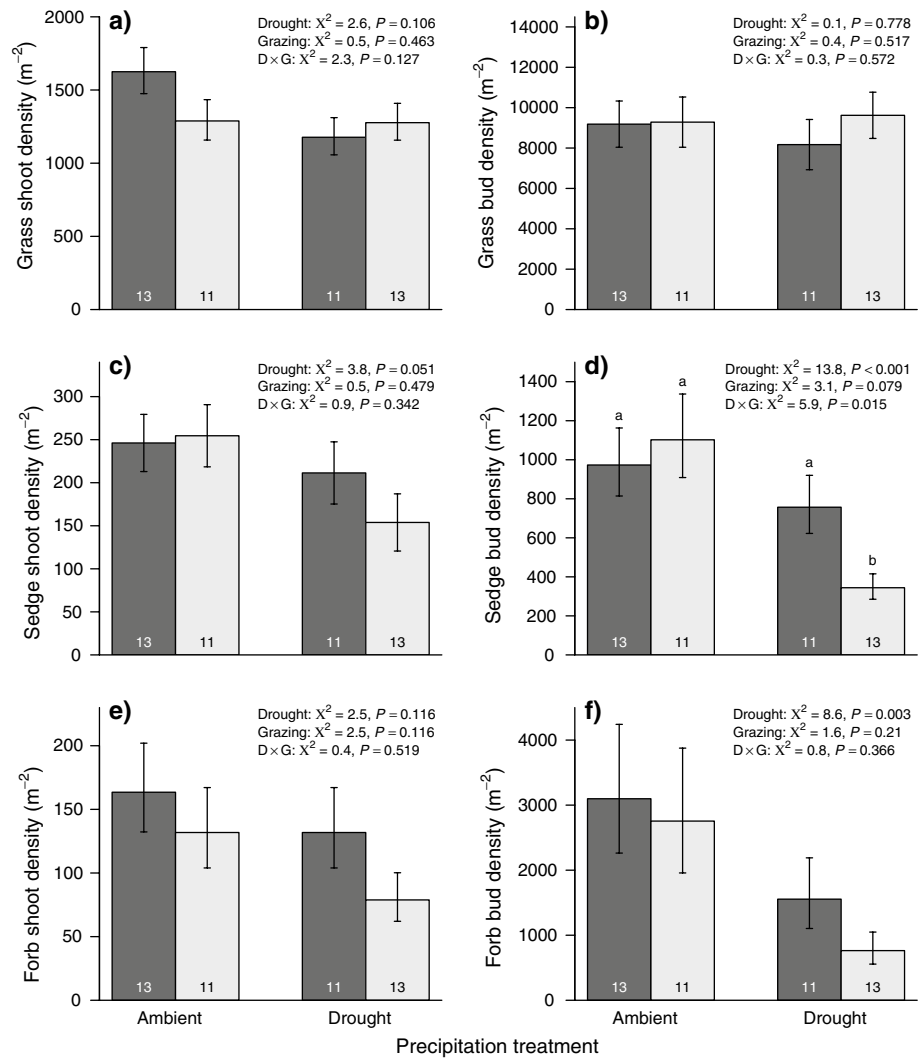 a)
Drought: X² = 2.6, P = 0.106
Grazing: X² = 0.5, P = 0.463
D×G: X² = 2.3, P = 0.127
Grass shoot density (m⁻²)
2000
1500
1000
500
0
13
11
11
13
b)
Drought: X² = 0.1, P = 0.778
Grazing: X² = 0.4, P = 0.517
D×G: X² = 0.3, P = 0.572
Grass bud density (m⁻²)
14000
12000
10000
8000
6000
4000
2000
0
13
11
11
13
c)
Drought: X² = 3.8, P = 0.051
Grazing: X² = 0.5, P = 0.479
D×G: X² = 0.9, P = 0.342
Sedge shoot density (m⁻²)
300
250
200
150
100
50
0
13
11
11
13
d)
Drought: X² = 13.8, P < 0.001
Grazing: X² = 3.1, P = 0.079
D×G: X² = 5.9, P = 0.015
Sedge bud density (m⁻²)
1400
1200
1000
800
600
400
200
0
a
a
a
b
13
11
11
13
e)
Drought: X² = 2.5, P = 0.116
Grazing: X² = 2.5, P = 0.116
D×G: X² = 0.4, P = 0.519
Forb shoot density (m⁻²)
200
150
100
50
0
13
11
11
13
Ambient
Drought
f)
Drought: X² = 8.6, P = 0.003
Grazing: X² = 1.6, P = 0.21
D×G: X² = 0.8, P = 0.366
Forb bud density (m⁻²)
4000
3000
2000
1000
0
13
11
11
13
Ambient
Drought
Precipitation treatment